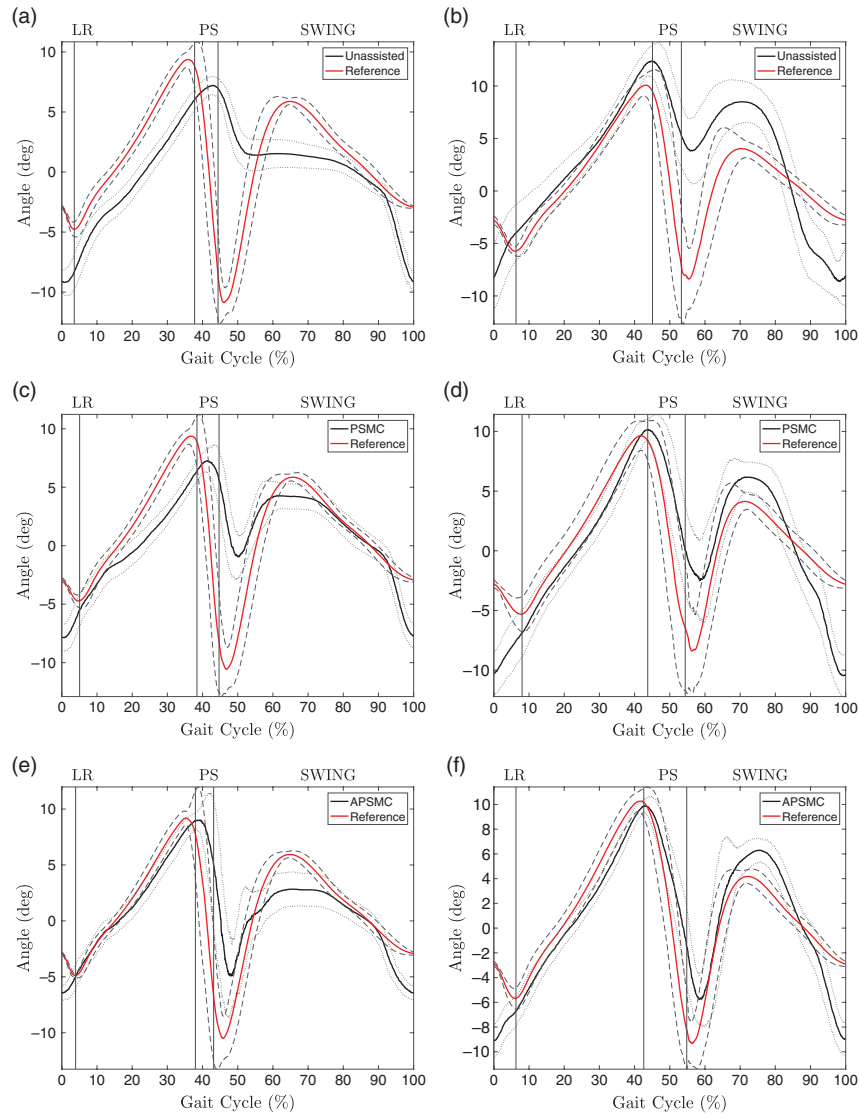 (a) LR PS SWING
Unassisted
Reference
Angle (deg)
10
5
0
−5
−10
0 10 20 30 40 50 60 70 80 90 100
Gait Cycle (%)
(b) LR PS SWING
Unassisted
Reference
Angle (deg)
10
5
0
−5
−10
0 10 20 30 40 50 60 70 80 90 100
Gait Cycle (%)
(c) LR PS SWING
PSMC
Reference
Angle (deg)
10
5
0
−5
−10
0 10 20 30 40 50 60 70 80 90 100
Gait Cycle (%)
(d) LR PS SWING
PSMC
Reference
Angle (deg)
10
5
0
−5
−10
0 10 20 30 40 50 60 70 80 90 100
Gait Cycle (%)
(e) LR PS SWING
APSMC
Reference
Angle (deg)
10
5
0
−5
−10
0 10 20 30 40 50 60 70 80 90 100
Gait Cycle (%)
(f) LR PS SWING
APSMC
Reference
Angle (deg)
10
8
6
4
2
0
−2
−4
−6
−8
−10
0 10 20 30 40 50 60 70 80 90 100
Gait Cycle (%)